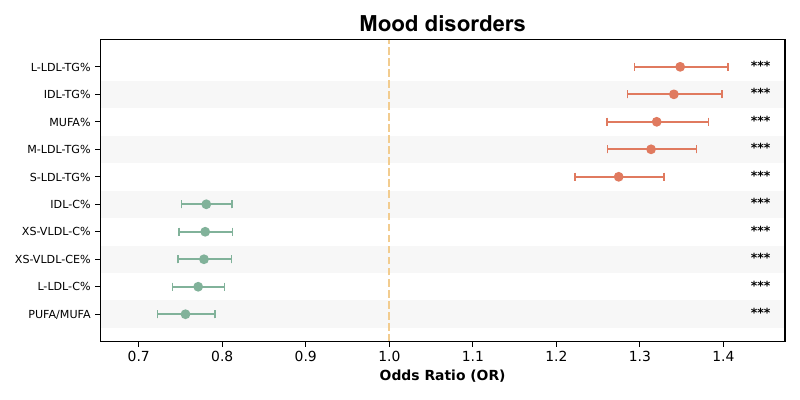 Mood disorders
L-LDL-TG% ***
IDL-TG% ***
MUFA% ***
M-LDL-TG% ***
S-LDL-TG% ***
IDL-C% ***
XS-VLDL-C% ***
XS-VLDL-CE% ***
L-LDL-C% ***
PUFA/MUFA ***
0.7 0.8 0.9 1.0 1.1 1.2 1.3 1.4
Odds Ratio (OR)